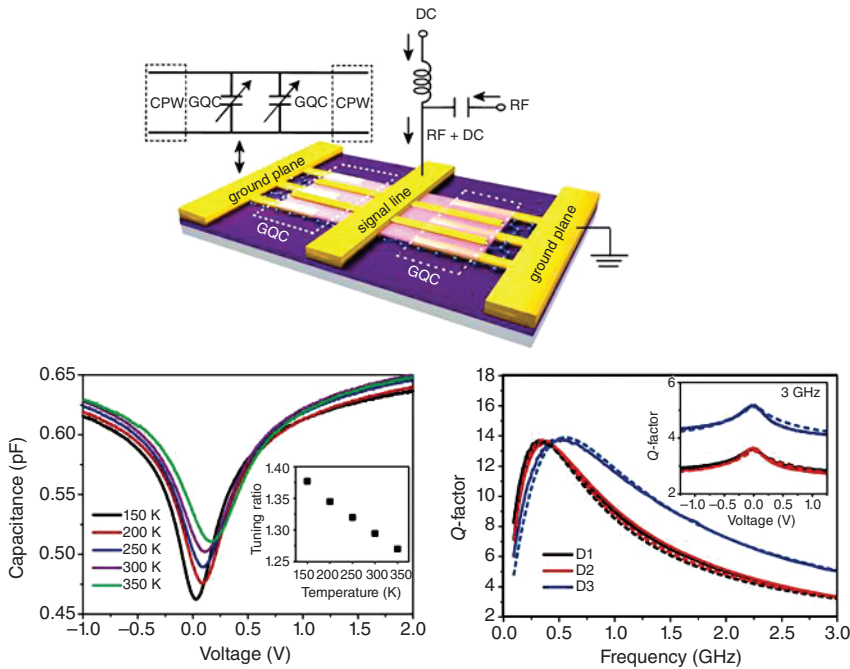 DC
CPW GQC GQC CPW
RF
RF + DC
ground plane
signal line
GQC
GQC
ground plane
0.65
0.60
0.55
0.50
0.45
Capacitance (pF)
150 K
200 K
250 K
300 K
350 K
1.40
1.35
1.30
1.25
Tuning ratio
150 200 250 300 350
Temperature (K)
−1.0 −0.5 0.0 0.5 1.0 1.5 2.0
Voltage (V)
18
16
14
12
10
8
6
4
2
Q-factor
D1
D2
D3
6
4
2
Q-factor
3 GHz
−1.0 −0.5 0.0 0.5 1.0
Voltage (V)
0.0 0.5 1.0 1.5 2.0 2.5 3.0
Frequency (GHz)